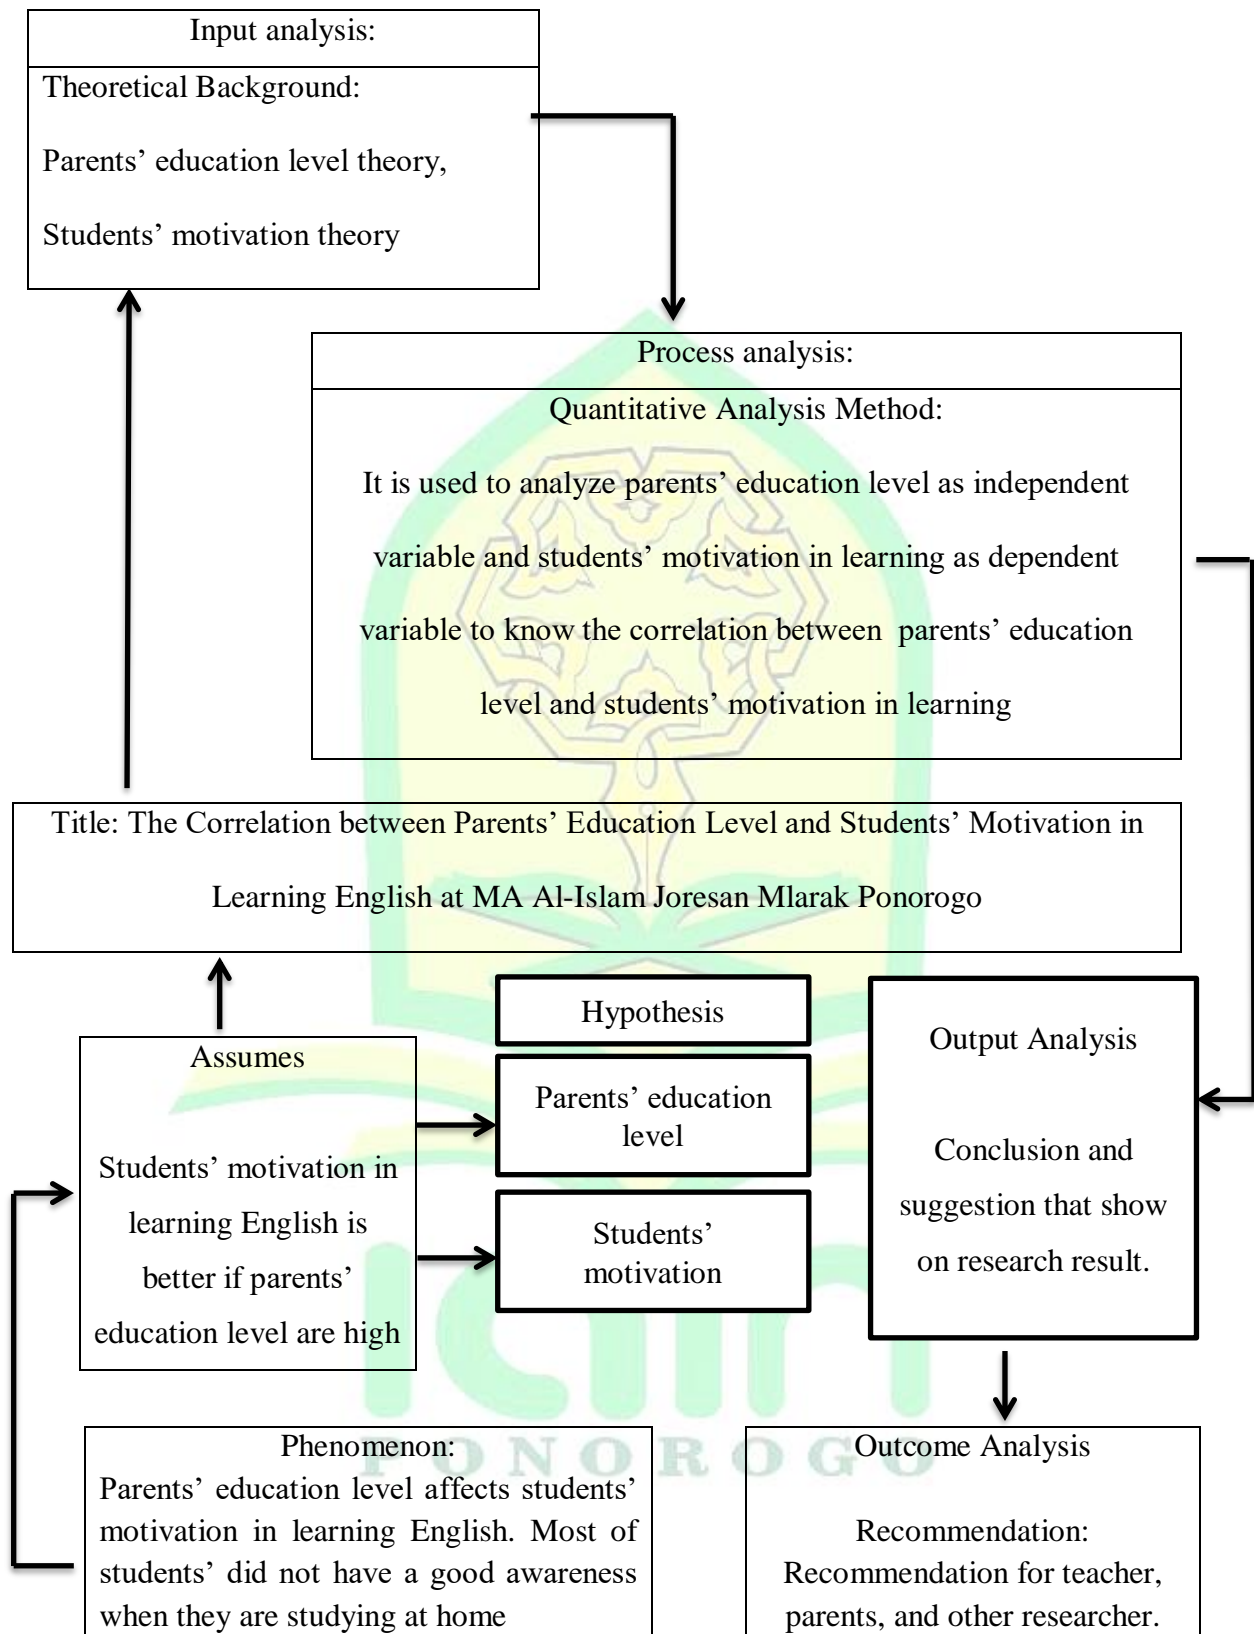 Input analysis:
Theoretical Background:
Parents’ education level theory,
Students’ motivation theory
Process analysis:
Quantitative Analysis Method:
It is used to analyze parents’ education level as independent
variable and students’ motivation in learning as dependent
variable to know the correlation between  parents’ education
level and students’ motivation in learning
Title: The Correlation between Parents’ Education Level and Students’ Motivation in
Learning English at MA Al-Islam Joresan Mlarak Ponorogo
Hypothesis
Parents’ education
level
Students’
motivation
Assumes
Students’ motivation in
learning English is
better if parents’
education level are high
Output Analysis
Conclusion and
suggestion that show
on research result.
Phenomenon:
Parents’ education level affects students’
motivation in learning English. Most of
students’ did not have a good awareness
when they are studying at home
Outcome Analysis
Recommendation:
Recommendation for teacher,
parents, and other researcher.
iain
PONOROGO